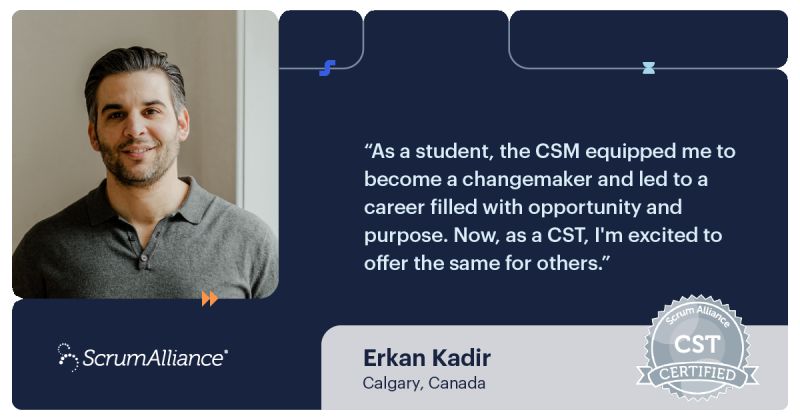 “As a student, the CSM equipped me to
become a changemaker and led to a
career filled with opportunity and
purpose. Now, as a CST, I'm excited to
offer the same for others.”
ScrumAlliance®
Erkan Kadir
Calgary, Canada
Scrum Alliance
CST
CERTIFIED